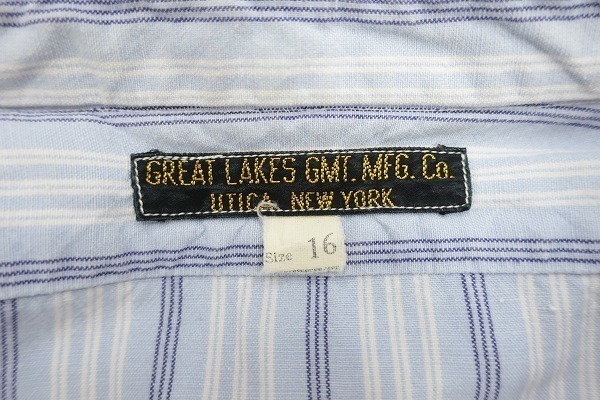 GREAT LAKES GMT. MFG. Co.
UTICA, NEW YORK
Size 16